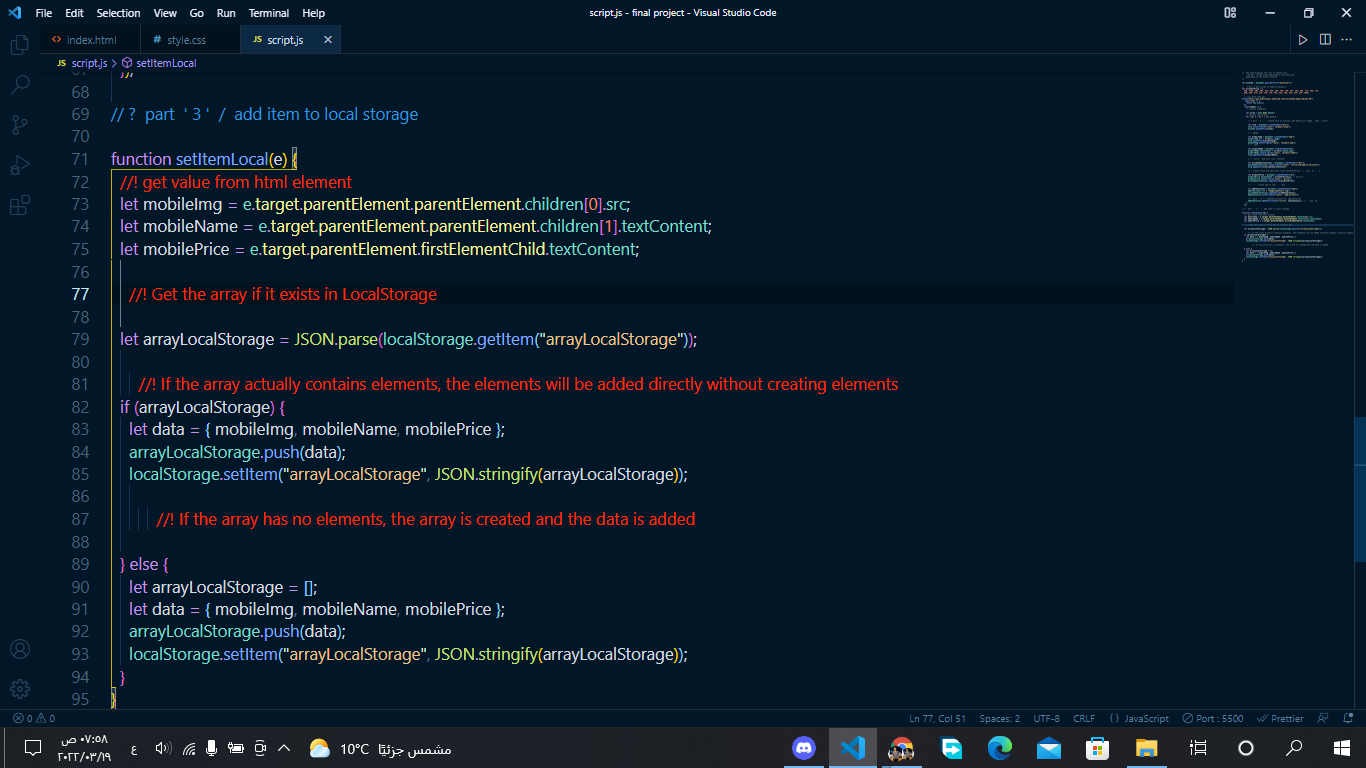 File Edit Selection View Go Run Terminal Help script.js - final project - Visual Studio Code
index.html style.css JS script.js
JS script.js > setItemLocal
67 });
68
69 //? part '3' / add item to local storage
70
71 function setItemLocal(e) {
72 //! get value from html element
73 let mobileImg = e.target.parentElement.parentElement.children[0].src;
74 let mobileName = e.target.parentElement.parentElement.children[1].textContent;
75 let mobilePrice = e.target.parentElement.firstElementChild.textContent;
76
77 //! Get the array if it exists in LocalStorage
78
79 let arrayLocalStorage = JSON.parse(localStorage.getItem("arrayLocalStorage"));
80
81 //! If the array actually contains elements, the elements will be added directly without creating elements
82 if (arrayLocalStorage) {
83 let data = { mobileImg, mobileName, mobilePrice };
84 arrayLocalStorage.push(data);
85 localStorage.setItem("arrayLocalStorage", JSON.stringify(arrayLocalStorage));
86
87 //! If the array has no elements, the array is created and the data is added
88
89 } else {
90 let arrayLocalStorage = [];
91 let data = { mobileImg, mobileName, mobilePrice };
92 arrayLocalStorage.push(data);
93 localStorage.setItem("arrayLocalStorage", JSON.stringify(arrayLocalStorage));
94 }
95 }
0 0 Ln 77, Col 51 Spaces: 2 UTF-8 CRLF {} JavaScript Port : 5500 Prettier
٠٧:٥٨ ص
٢٠٢٢/٠٣/١٩
ع
10°C مشمس جزئيًا